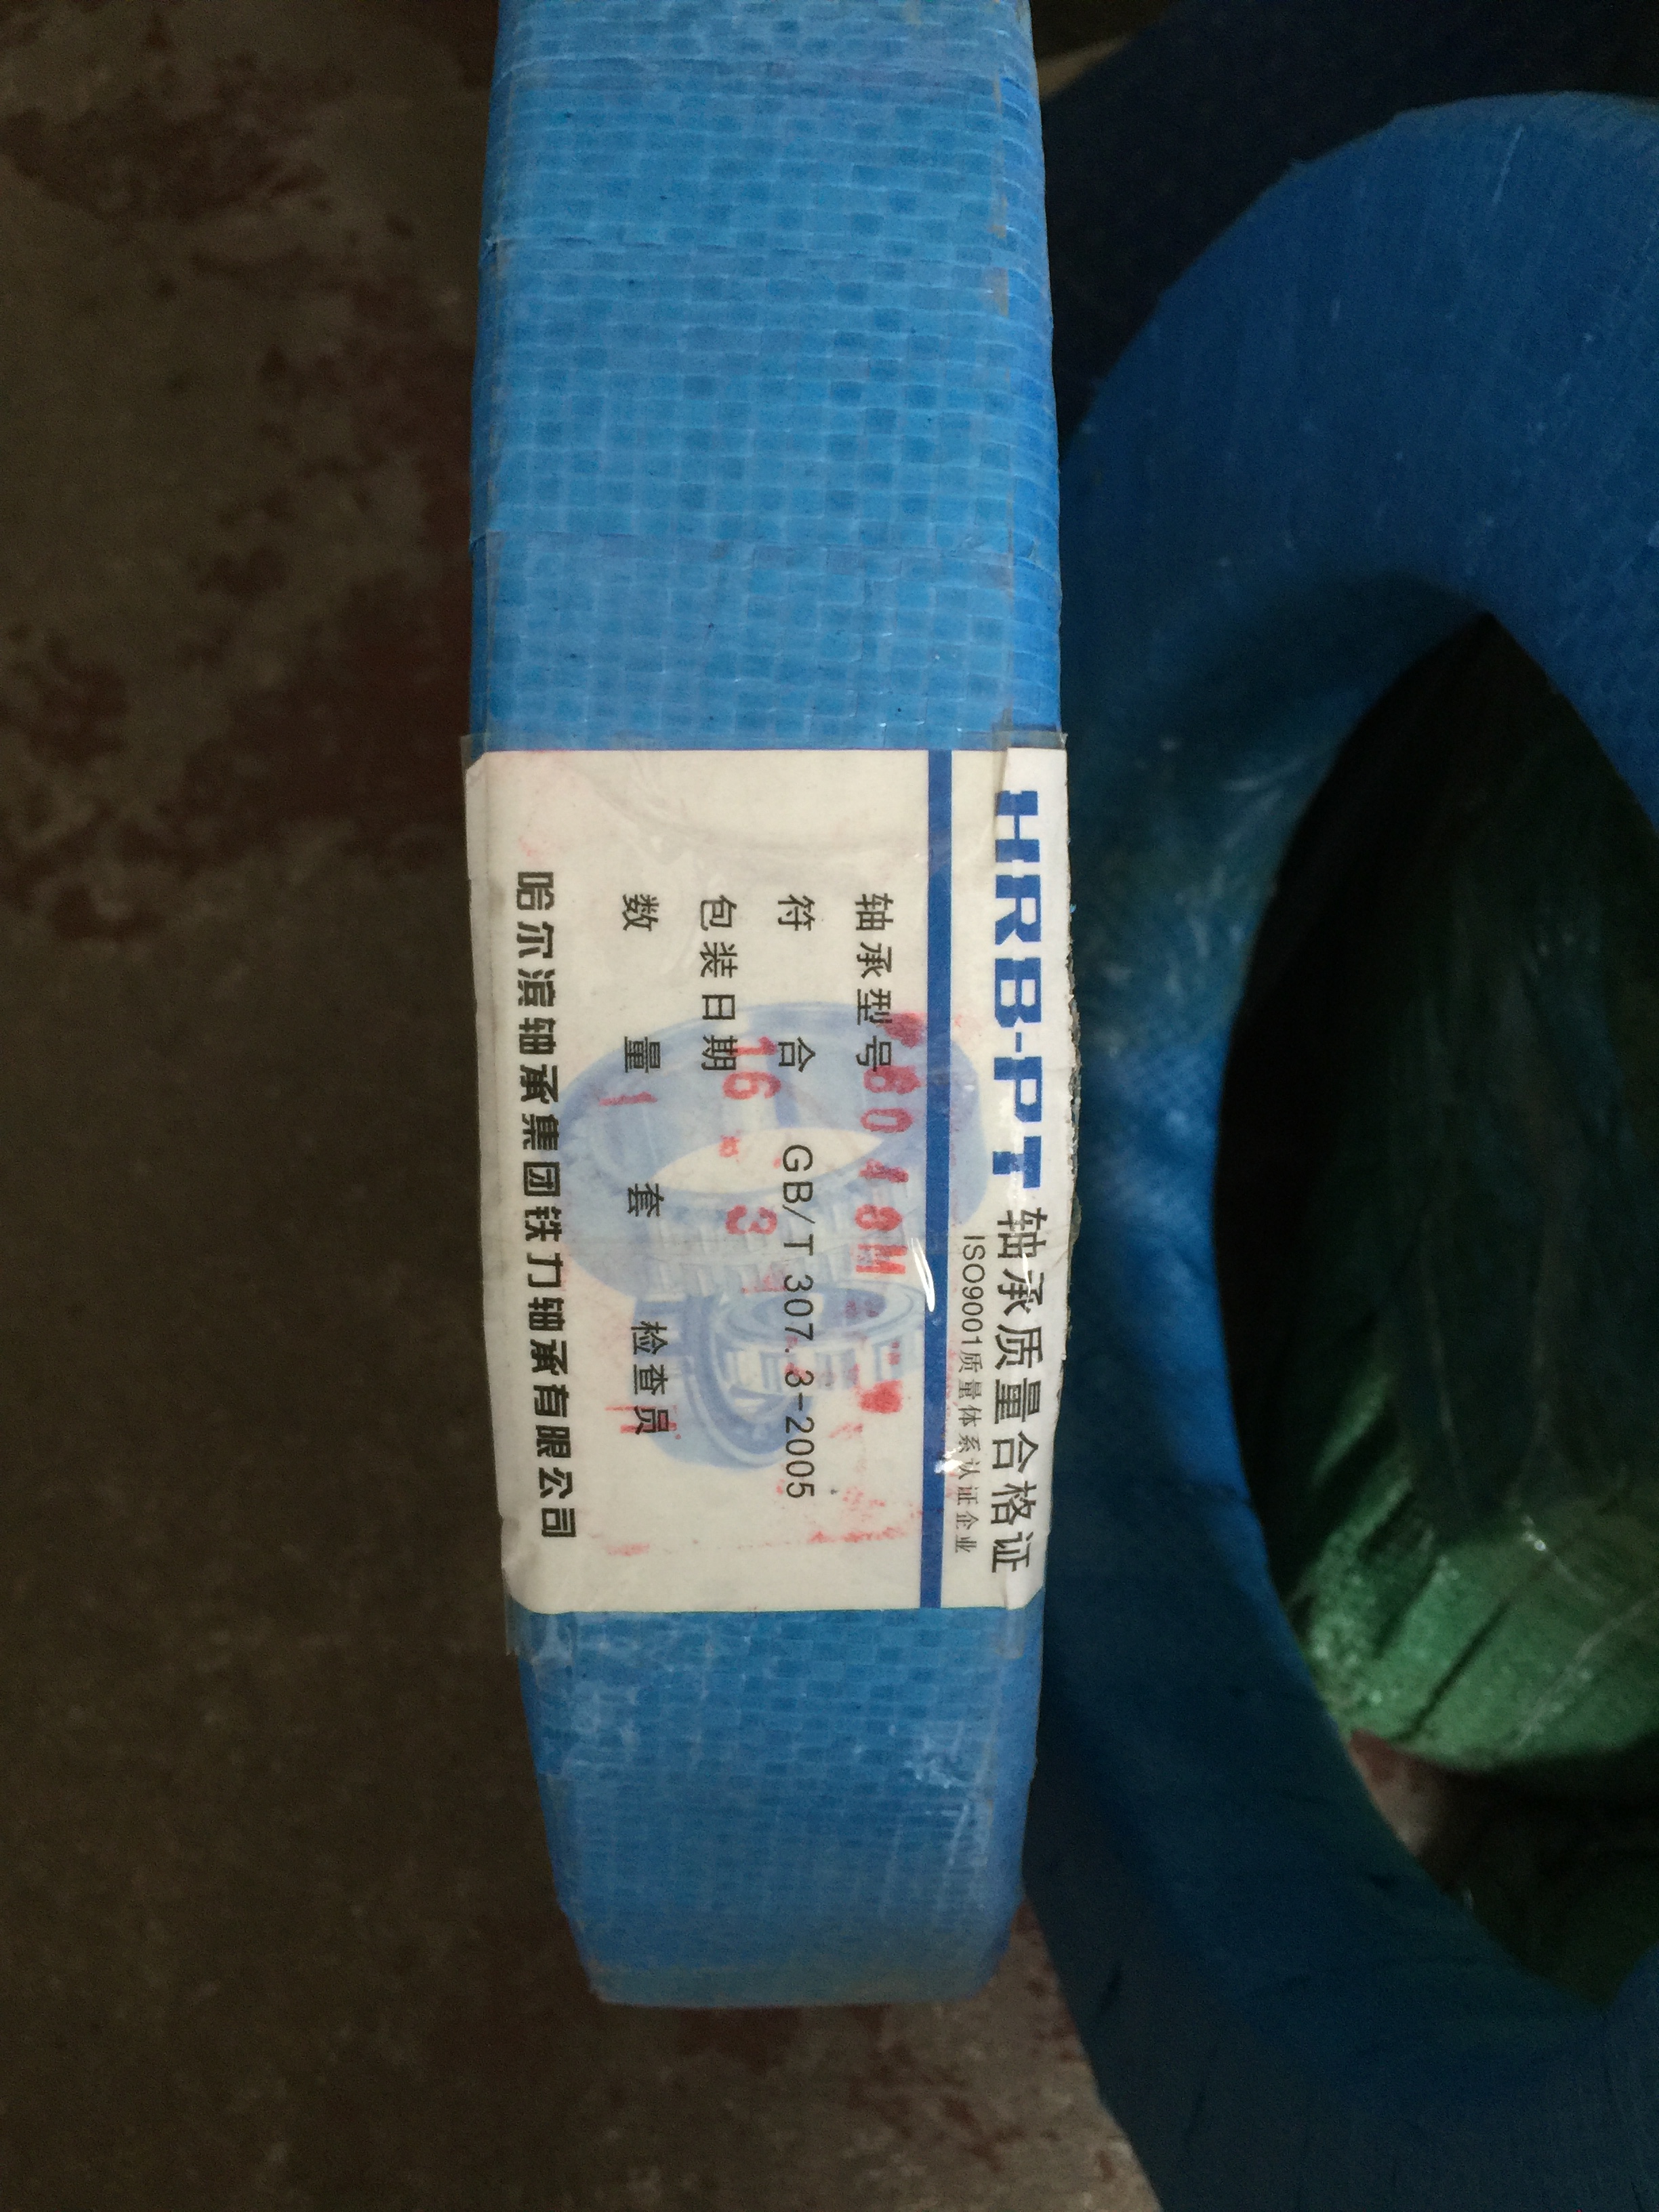 HRB-PT 轴承质量合格证
ISO9001质量体系认证企业
轴承型号 6048M
符 合 GB/T 307.3-2005
包装日期 16.3
数 量 1 套 检查员
哈尔滨轴承集团铁力轴承有限公司